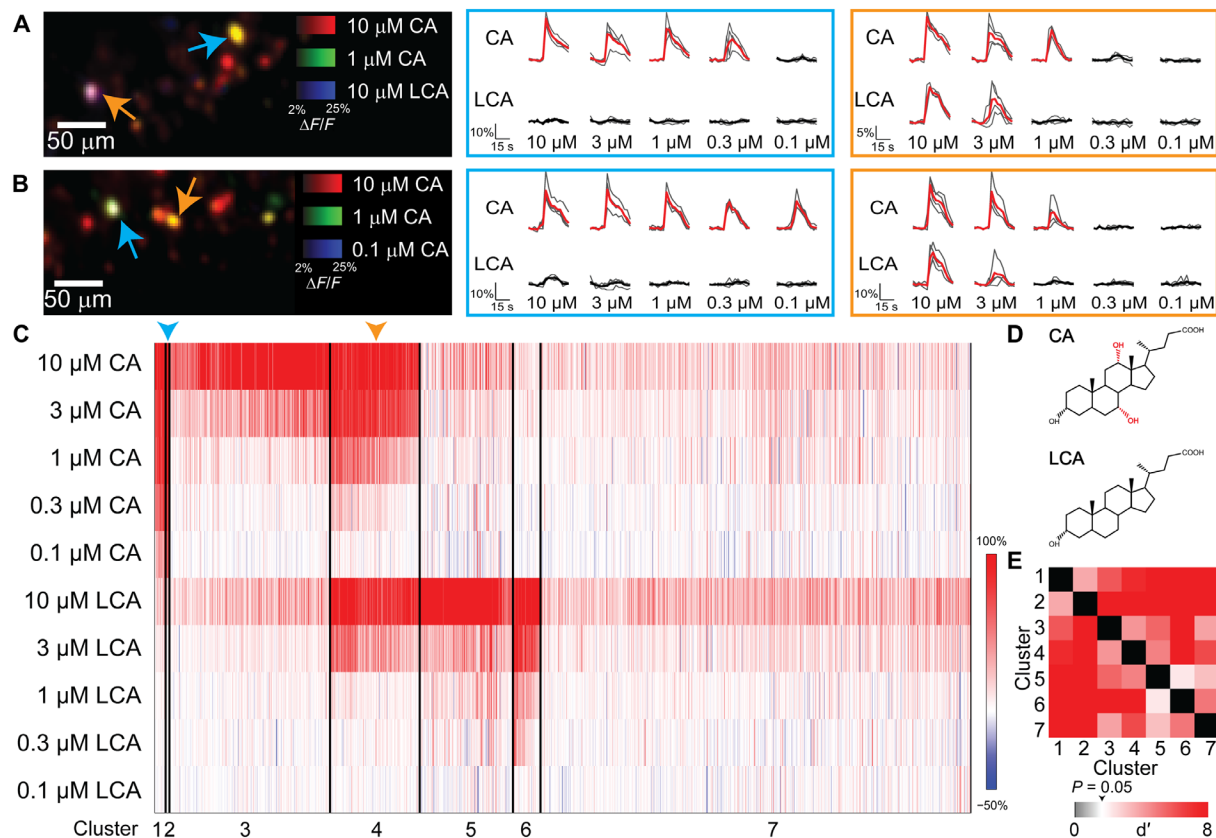 A
10 µM CA
1 µM CA
10 µM LCA
2% 25%
ΔF/F
50 µm
CA
LCA
10%
15 s
10 µM 3 µM 1 µM 0.3 µM 0.1 µM
CA
LCA
5%
15 s
10 µM 3 µM 1 µM 0.3 µM 0.1 µM
B
10 µM CA
1 µM CA
0.1 µM CA
2% 25%
ΔF/F
50 µm
CA
LCA
10%
15 s
10 µM 3 µM 1 µM 0.3 µM 0.1 µM
CA
LCA
10%
15 s
10 µM 3 µM 1 µM 0.3 µM 0.1 µM
C
10 µM CA
3 µM CA
1 µM CA
0.3 µM CA
0.1 µM CA
10 µM LCA
3 µM LCA
1 µM LCA
0.3 µM LCA
0.1 µM LCA
Cluster 12 3 4 5 6 7
100%
−50%
D
CA
OH
COOH
OH
OH
LCA
COOH
OH
E
1
2
3
4
5
6
7
Cluster
1 2 3 4 5 6 7
Cluster
P = 0.05
0 d′ 8